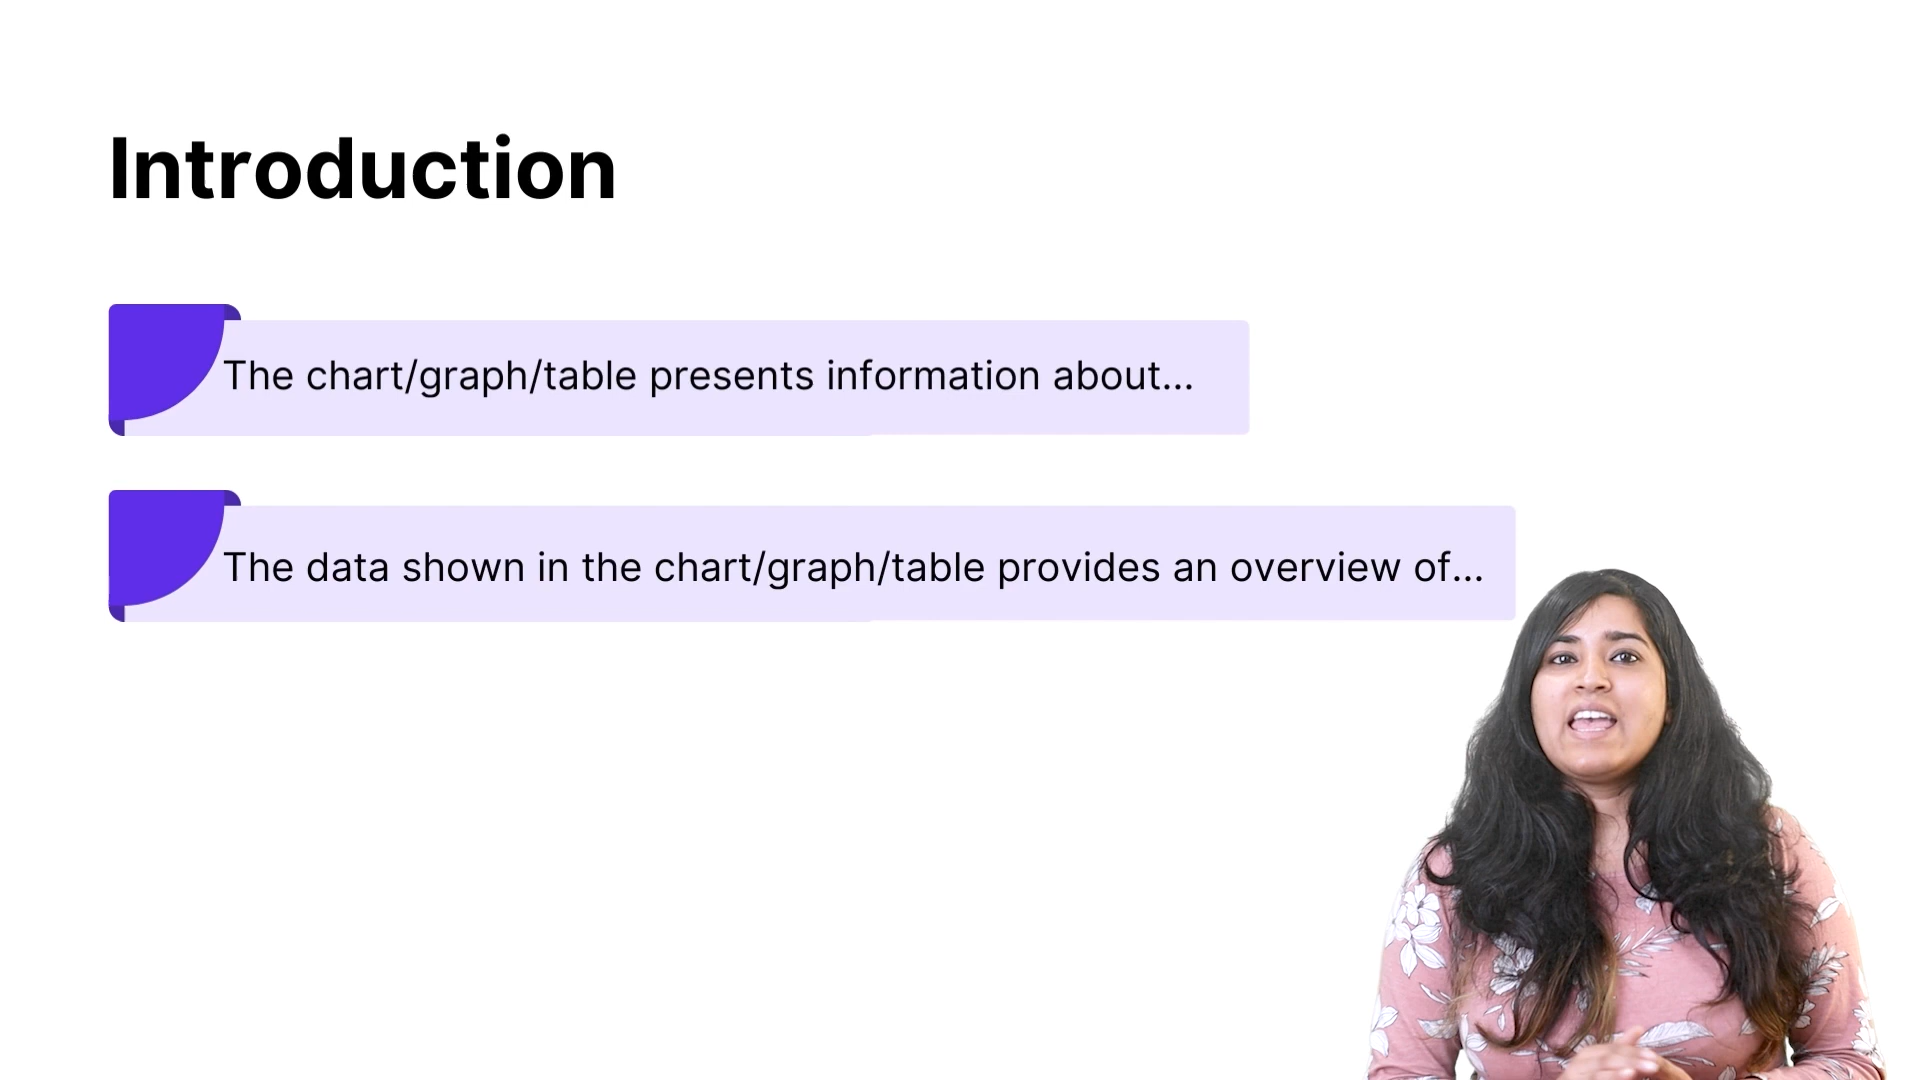 Introduction
The chart/graph/table presents information about...
The data shown in the chart/graph/table provides an overview of...